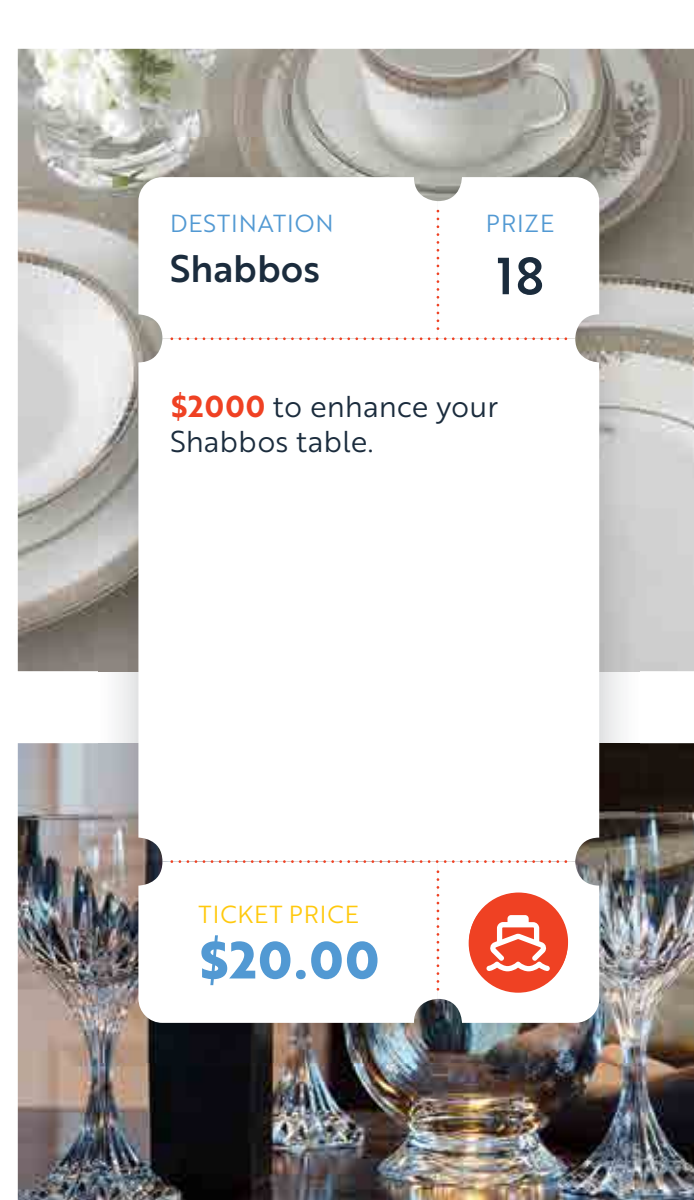 DESTINATION
Shabbos
PRIZE
18
$2000 to enhance your
Shabbos table.
TICKET PRICE
$20.00